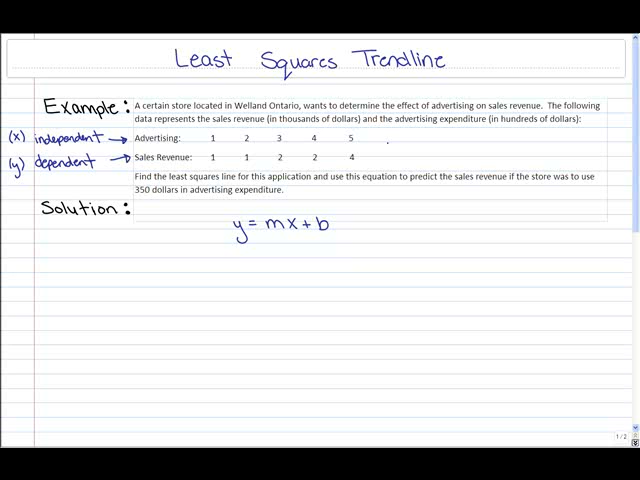 Least Squares Trendline
Example: A certain store located in Welland Ontario, wants to determine the effect of advertising on sales revenue. The following
data represents the sales revenue (in thousands of dollars) and the advertising expenditure (in hundreds of dollars):
(x) independent → Advertising: 1 2 3 4 5
(y) dependent → Sales Revenue: 1 1 2 2 4
Find the least squares line for this application and use this equation to predict the sales revenue if the store was to use
350 dollars in advertising expenditure.
Solution:
y = mx + b
1/2